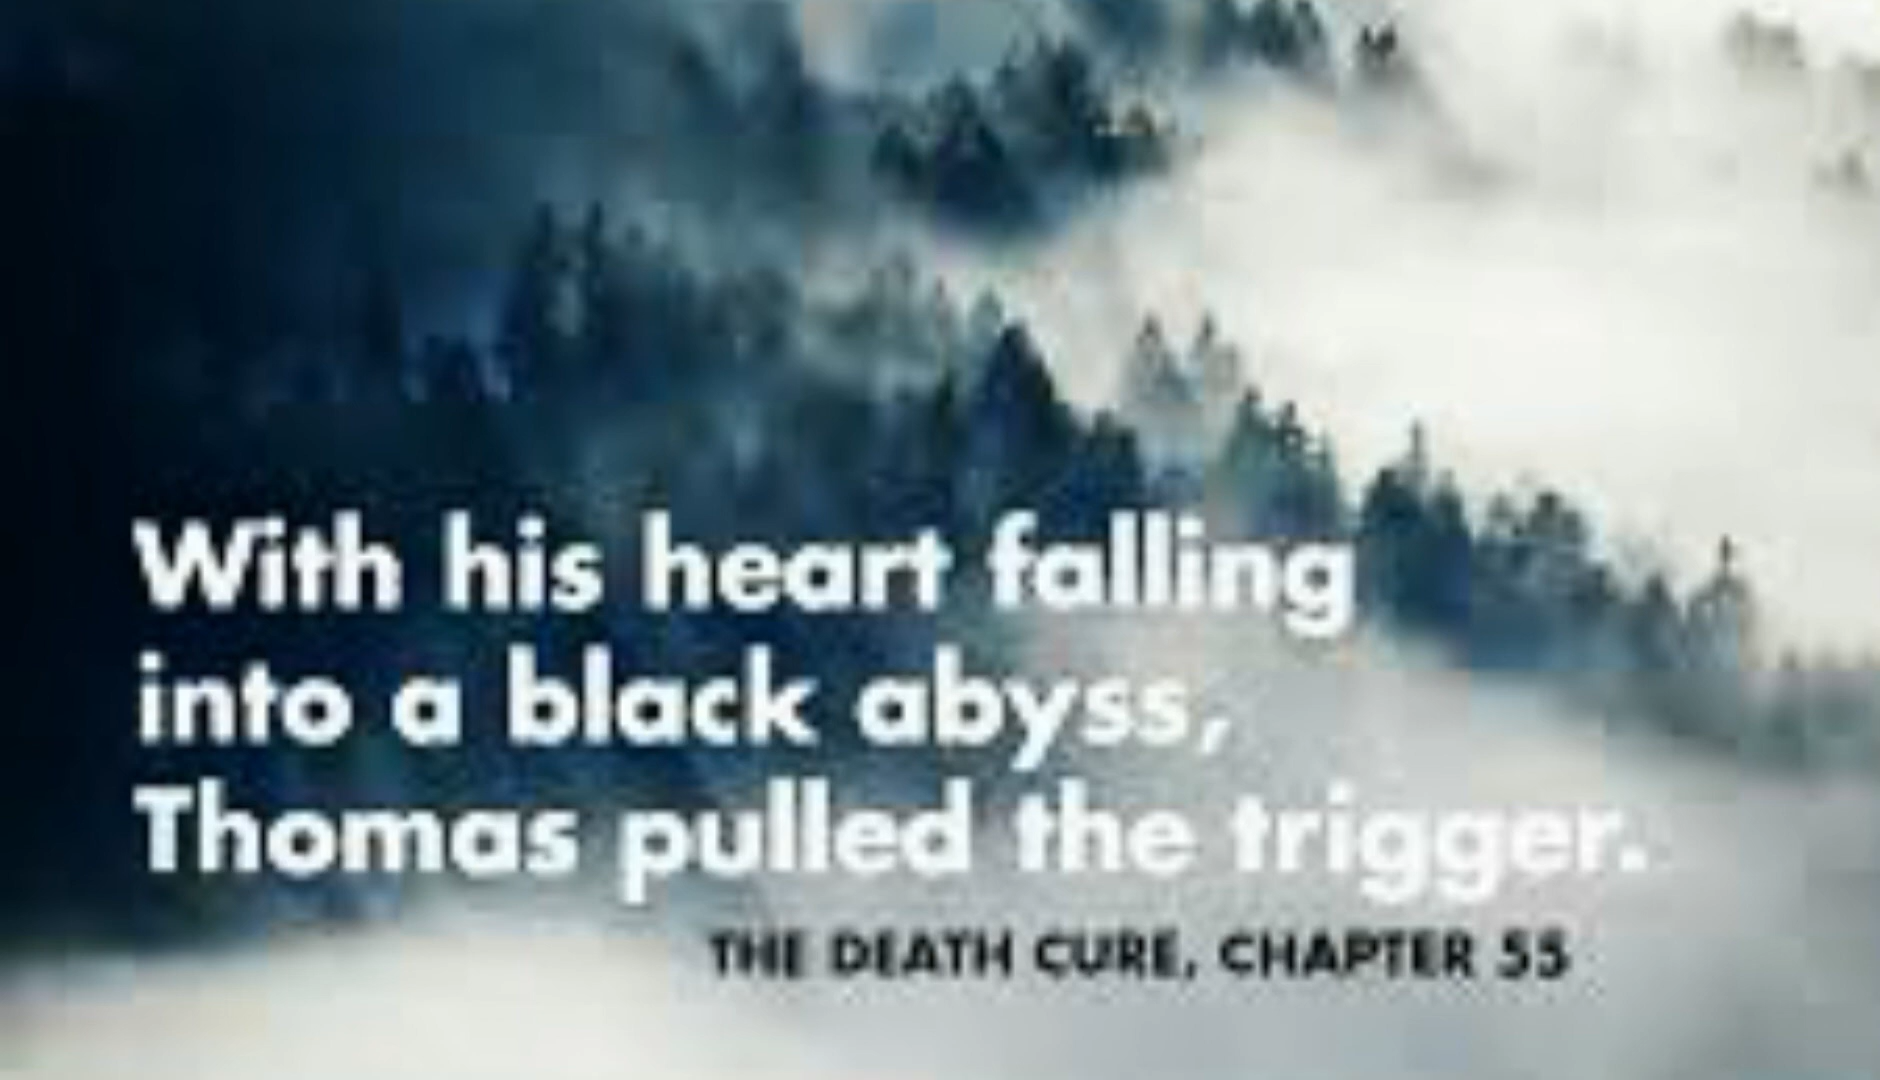 With his heart falling
into a black abyss,
Thomas pulled the trigger.
THE DEATH CURE, CHAPTER 55